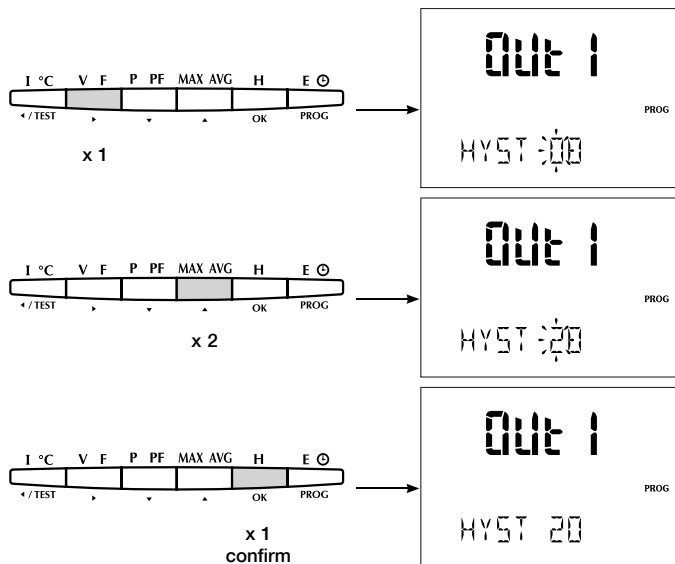 I °C V F P PF MAX AVG H E
/ TEST OK PROG
x 1
OUt 1
PROG
HYST 00
I °C V F P PF MAX AVG H E
/ TEST OK PROG
x 2
OUt 1
PROG
HYST 20
I °C V F P PF MAX AVG H E
/ TEST OK PROG
x 1
confirm
OUt 1
PROG
HYST 20